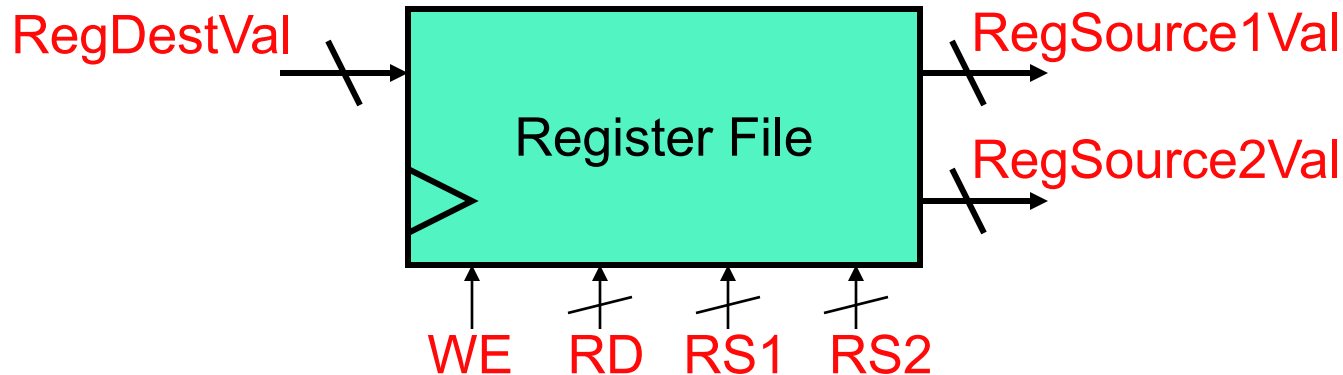 RegDestVal
RegSource1Val
Register File
RegSource2Val
WE RD RS1 RS2